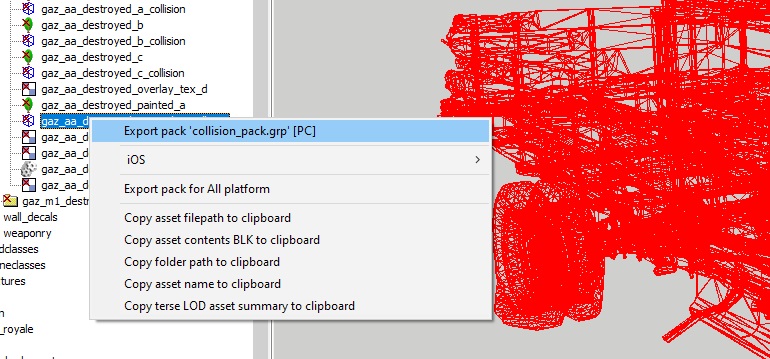 gaz_aa_destroyed_a_collision
gaz_aa_destroyed_b
gaz_aa_destroyed_b_collision
gaz_aa_destroyed_c
gaz_aa_destroyed_c_collision
gaz_aa_destroyed_overlay_tex_d
gaz_aa_destroyed_painted_a
gaz_aa_d
gaz_aa_d
gaz_aa_d
gaz_aa_d
gaz_aa_d
gaz_m1_dest
wall_decals
weaponry
dclasses
neclasses
tures
n
_royale
Export pack 'collision_pack.grp' [PC]
iOS
Export pack for All platform
Copy asset filepath to clipboard
Copy asset contents BLK to clipboard
Copy folder path to clipboard
Copy asset name to clipboard
Copy terse LOD asset summary to clipboard